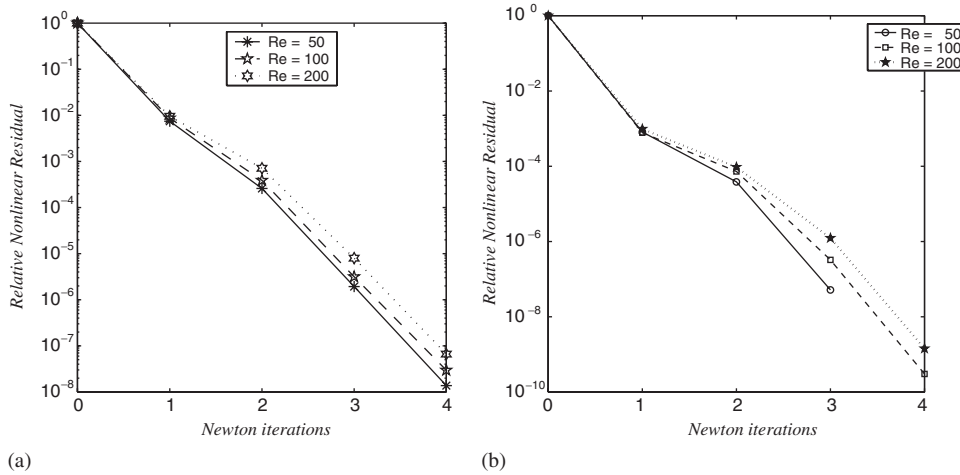 10^0
10^-2
10^-3
10^-4
10^-5
10^-6
10^-7
10^-8
Relative Nonlinear Residual
Re = 50
Re = 100
Re = 200
0 1 2 3 4
Newton iterations
(a)
10^0
10^-2
10^-4
10^-6
10^-8
10^-10
Relative Nonlinear Residual
Re = 50
Re = 100
Re = 200
0 1 2 3 4
Newton iterations
(b)